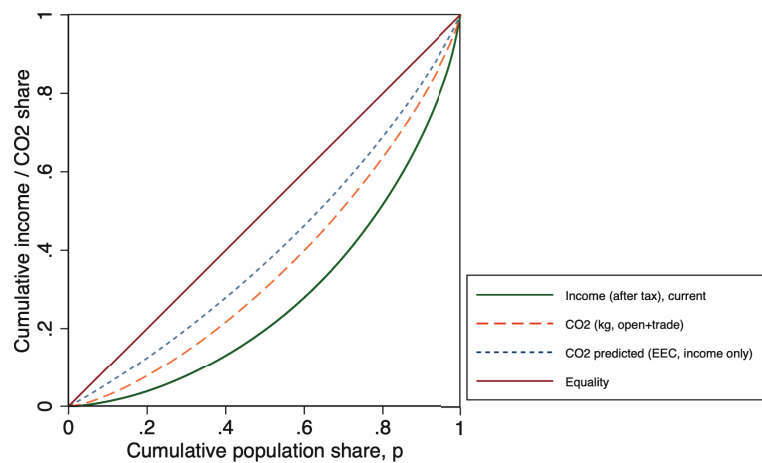 Cumulative income / CO2 share
1
.8
.6
.4
.2
0
0 .2 .4 .6 .8 1
Cumulative population share, p
Income (after tax), current
CO2 (kg, open+trade)
CO2 predicted (EEC, income only)
Equality